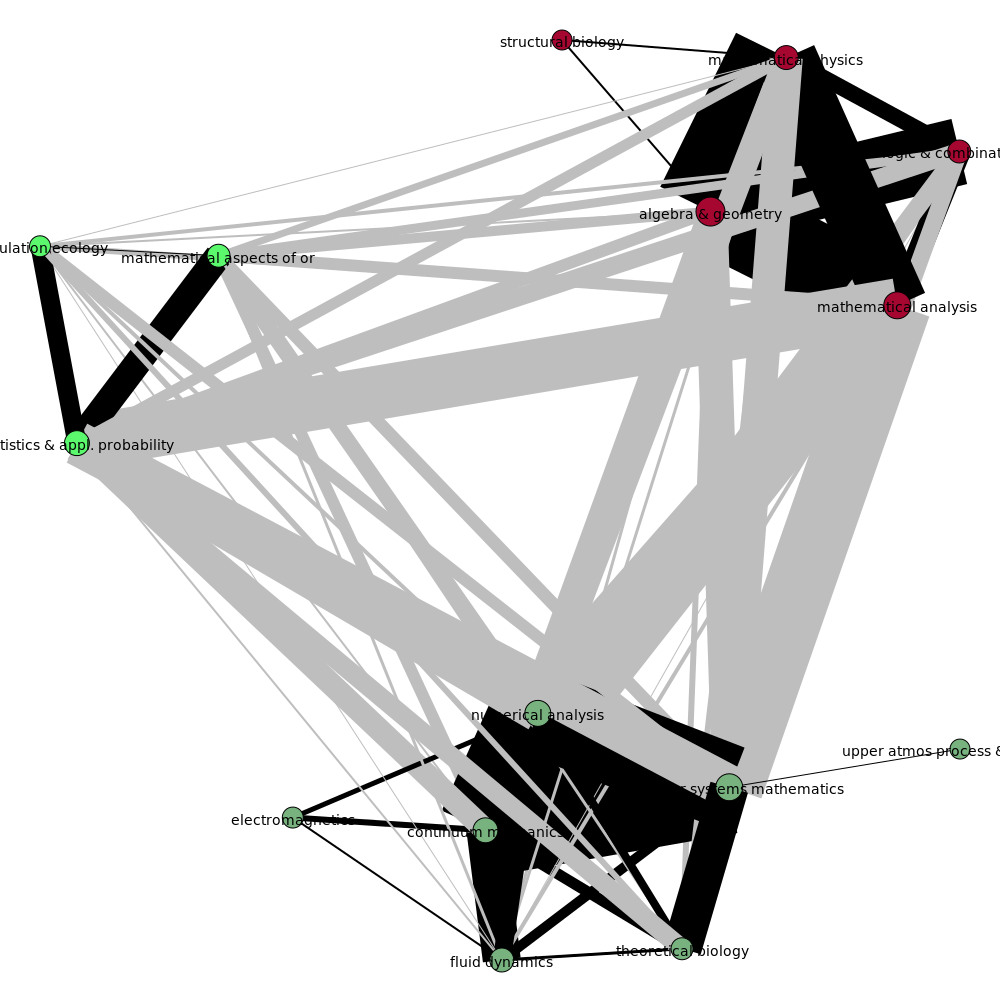 structural biology
mathematical physics
logic & combinat
algebra & geometry
ulation ecology
mathematical aspects of or
mathematical analysis
tistics & appl. probability
numerical analysis
upper atmos process &
systems mathematics
electromagnetics
continuum mechanics
theoretical biology
fluid dynamics